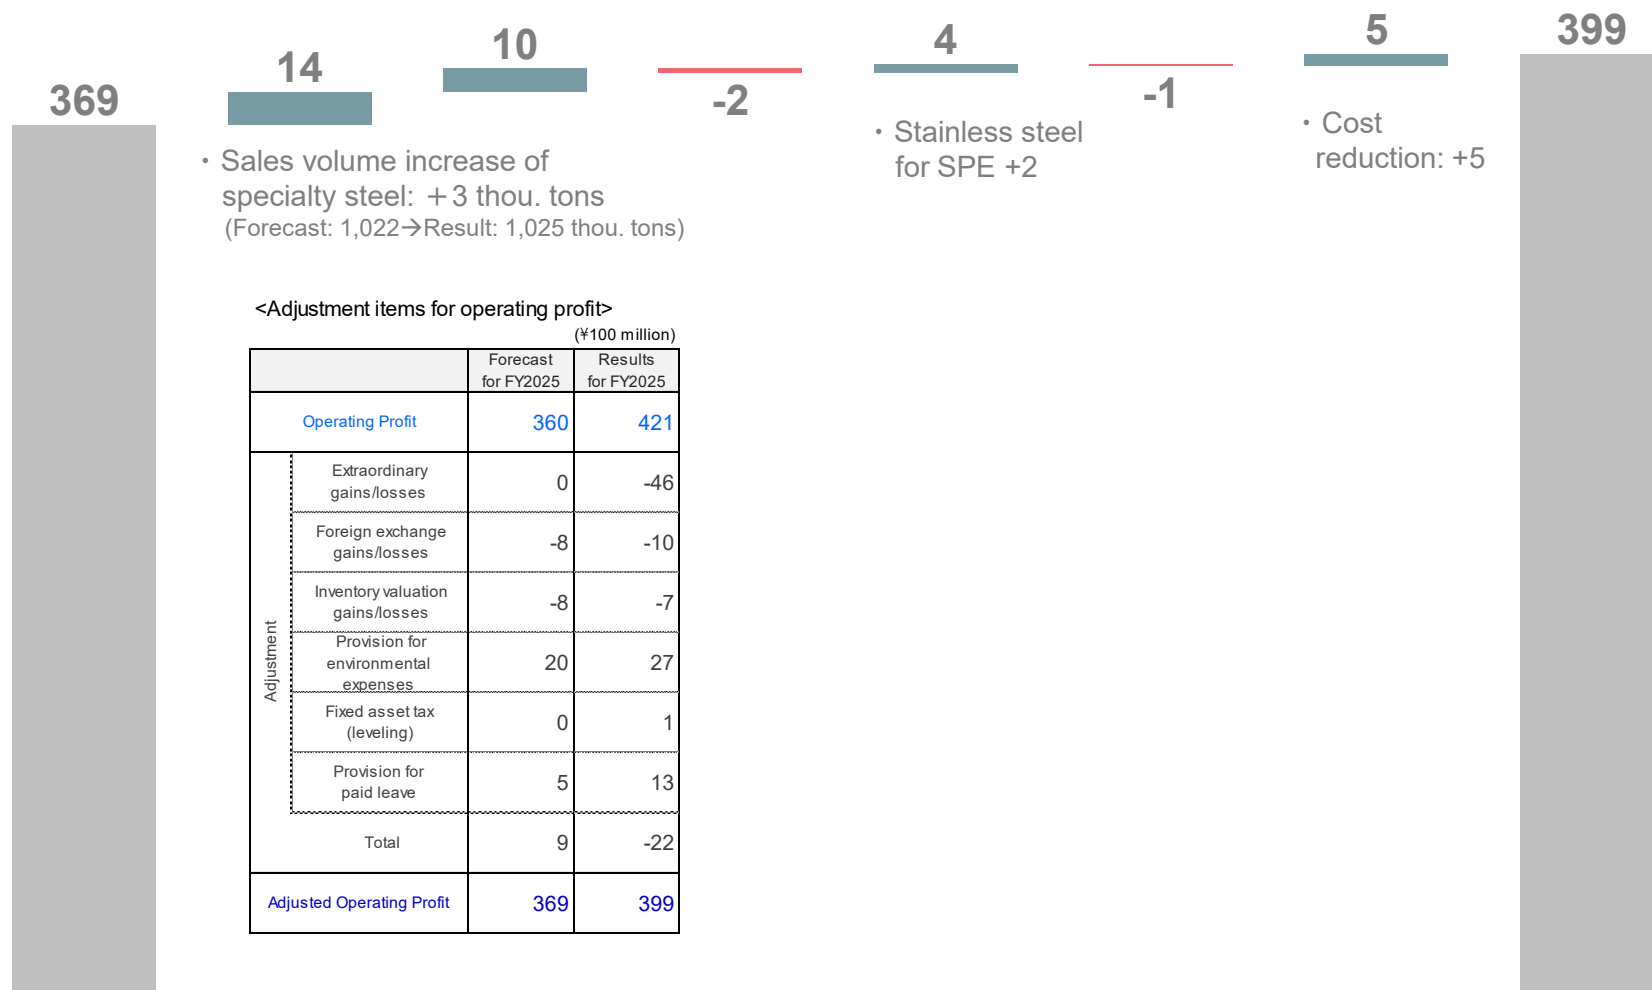 369
14
10
-2
4
-1
5
399
・Sales volume increase of
specialty steel: ＋3 thou. tons
(Forecast: 1,022→Result: 1,025 thou. tons)
・Stainless steel
for SPE +2
・Cost
reduction: +5
<Adjustment items for operating profit>
(¥100 million)
Forecast
for FY2025
Results
for FY2025
Operating Profit 360 421
Adjustment
Extraordinary
gains/losses 0 -46
Foreign exchange
gains/losses -8 -10
Inventory valuation
gains/losses -8 -7
Provision for
environmental
expenses 20 27
Fixed asset tax
(leveling) 0 1
Provision for
paid leave 5 13
Total 9 -22
Adjusted Operating Profit 369 399